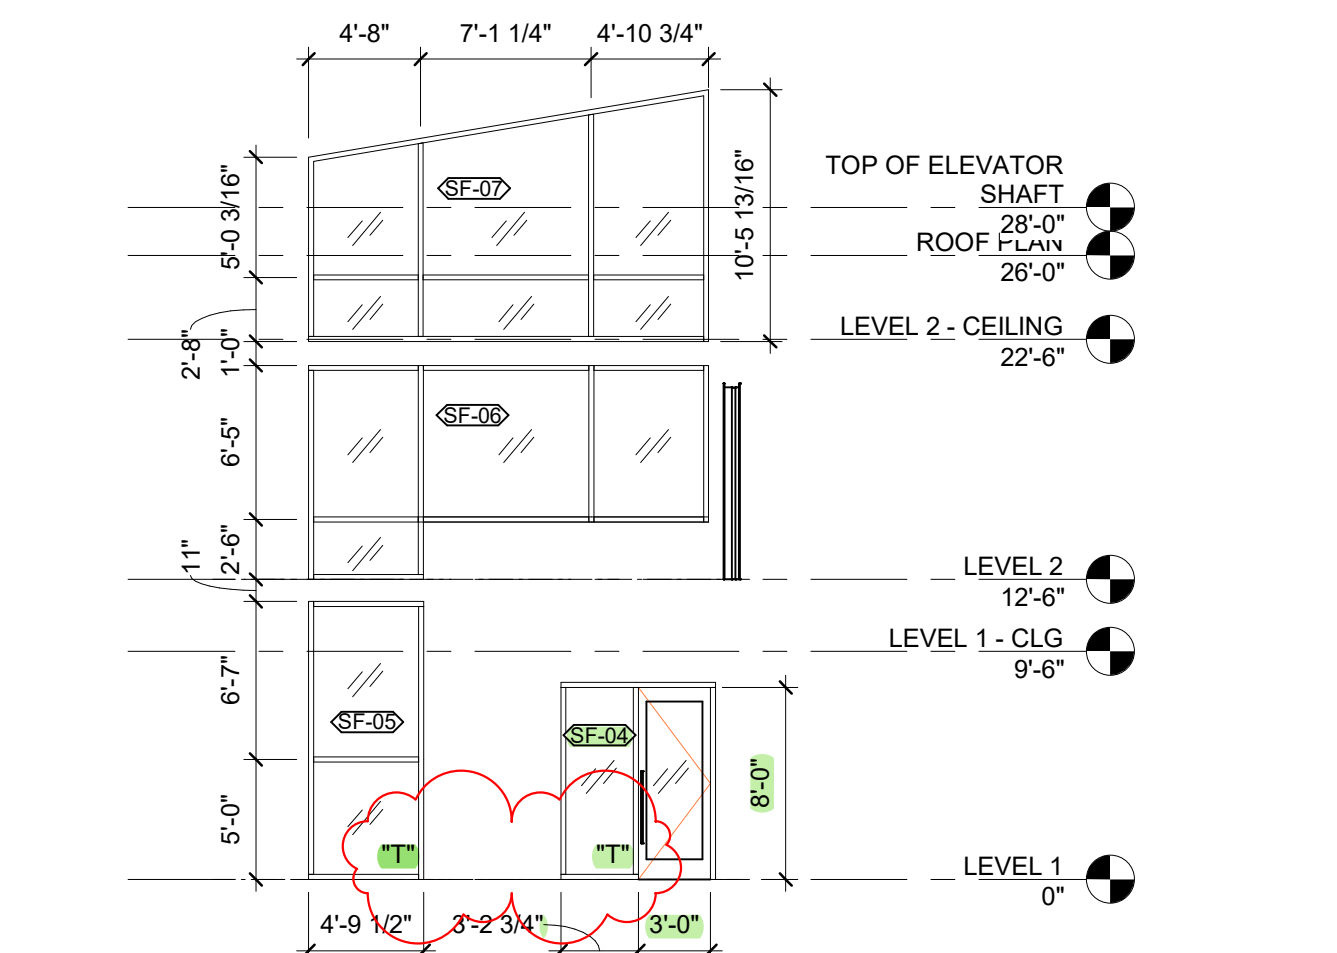 4'-8" 7'-1 1/4" 4'-10 3/4"
5'-0 3/16"
2'-8"
1'-0"
6'-5"
2'-6"
11"
6'-7"
5'-0"
SF-07
10'-5 13/16"
SF-06
SF-05
SF-04
8'-0"
"T" "T"
4'-9 1/2" 3'-2 3/4" 3'-0"
TOP OF ELEVATOR
SHAFT
28'-0"
ROOF PLAN
26'-0"
LEVEL 2 - CEILING
22'-6"
LEVEL 2
12'-6"
LEVEL 1 - CLG
9'-6"
LEVEL 1
0"